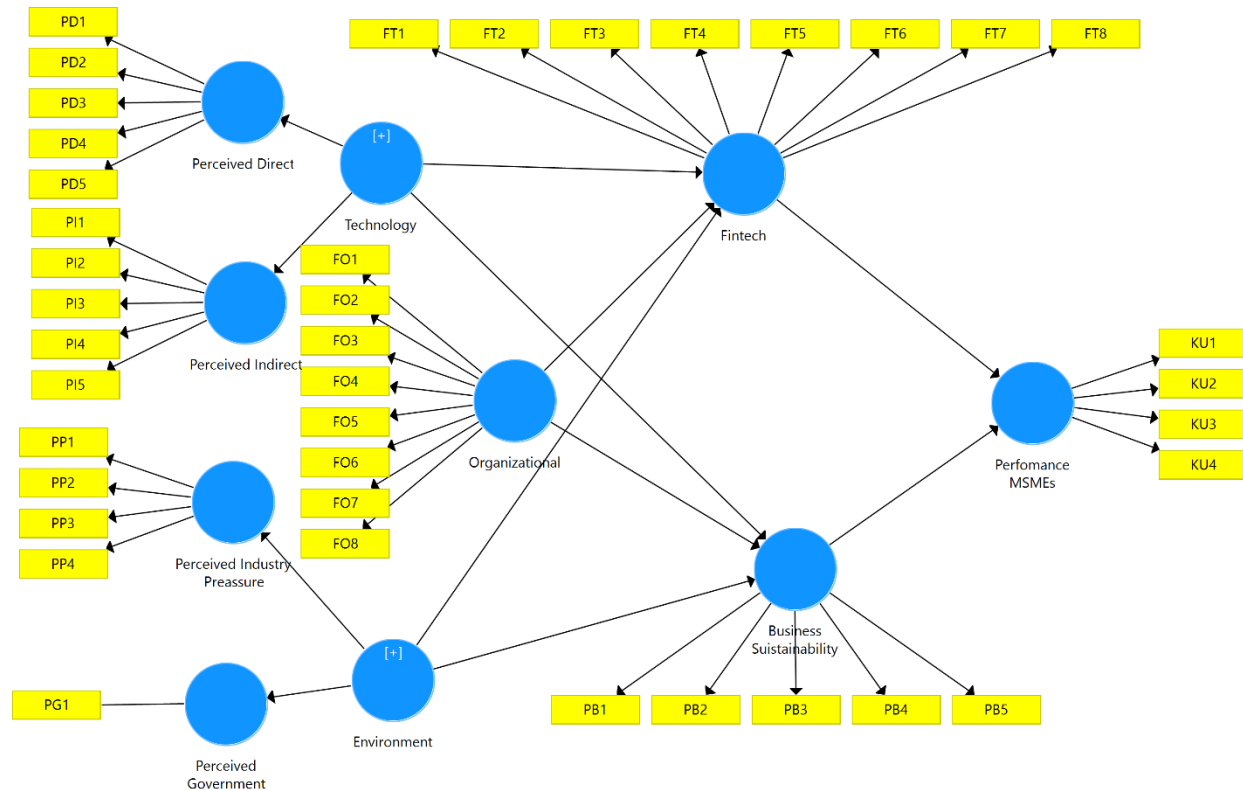 PD1
PD2
PD3
PD4
PD5
Perceived Direct
PI1
PI2
PI3
PI4
PI5
Perceived Indirect
PP1
PP2
PP3
PP4
Perceived Industry
Preassure
PG1
Perceived
Government
[+]
Technology
FO1
FO2
FO3
FO4
FO5
FO6
FO7
FO8
Organizational
[+]
Environment
FT1
FT2
FT3
FT4
FT5
FT6
FT7
FT8
Fintech
Business
Suistainability
PB1
PB2
PB3
PB4
PB5
Perfomance
MSMEs
KU1
KU2
KU3
KU4